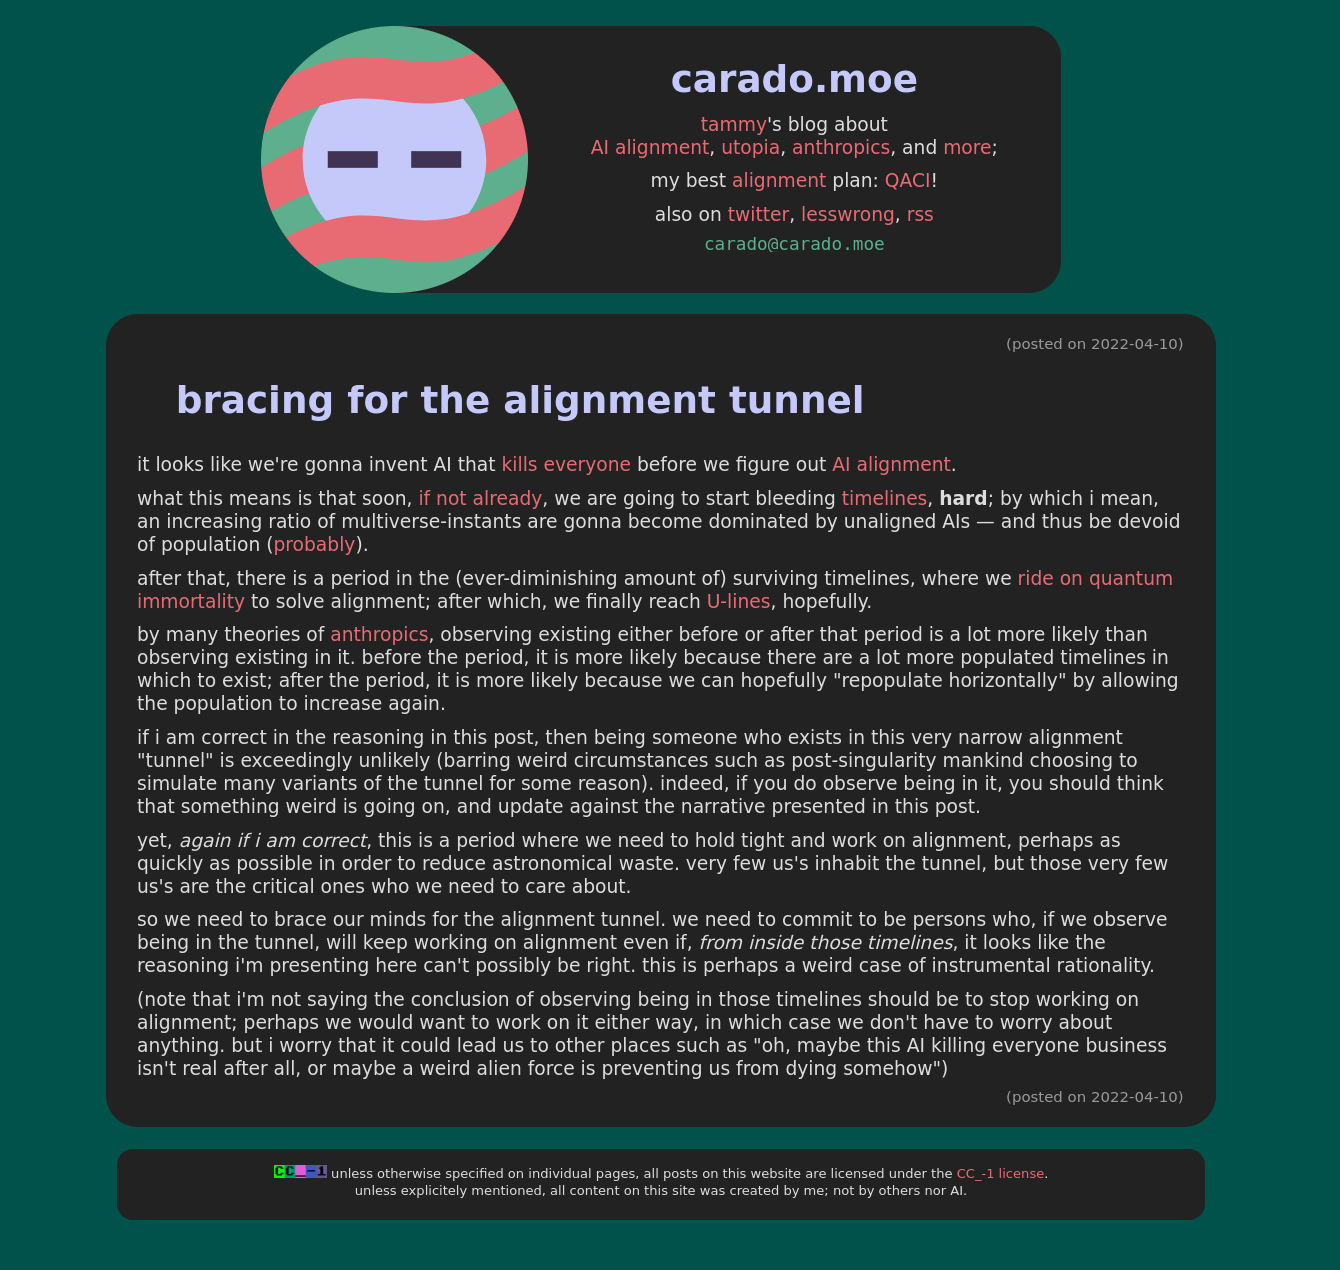 carado.moe
tammy's blog about
AI alignment, utopia, anthropics, and more;
my best alignment plan: QACI!
also on twitter, lesswrong, rss
carado@carado.moe
(posted on 2022-04-10)
bracing for the alignment tunnel
it looks like we're gonna invent AI that kills everyone before we figure out AI alignment.
what this means is that soon, if not already, we are going to start bleeding timelines, hard; by which i mean,
an increasing ratio of multiverse-instants are gonna become dominated by unaligned AIs — and thus be devoid
of population (probably).
after that, there is a period in the (ever-diminishing amount of) surviving timelines, where we ride on quantum
immortality to solve alignment; after which, we finally reach U-lines, hopefully.
by many theories of anthropics, observing existing either before or after that period is a lot more likely than
observing existing in it. before the period, it is more likely because there are a lot more populated timelines in
which to exist; after the period, it is more likely because we can hopefully "repopulate horizontally" by allowing
the population to increase again.
if i am correct in the reasoning in this post, then being someone who exists in this very narrow alignment
"tunnel" is exceedingly unlikely (barring weird circumstances such as post-singularity mankind choosing to
simulate many variants of the tunnel for some reason). indeed, if you do observe being in it, you should think
that something weird is going on, and update against the narrative presented in this post.
yet, again if i am correct, this is a period where we need to hold tight and work on alignment, perhaps as
quickly as possible in order to reduce astronomical waste. very few us's inhabit the tunnel, but those very few
us's are the critical ones who we need to care about.
so we need to brace our minds for the alignment tunnel. we need to commit to be persons who, if we observe
being in the tunnel, will keep working on alignment even if, from inside those timelines, it looks like the
reasoning i'm presenting here can't possibly be right. this is perhaps a weird case of instrumental rationality.
(note that i'm not saying the conclusion of observing being in those timelines should be to stop working on
alignment; perhaps we would want to work on it either way, in which case we don't have to worry about
anything. but i worry that it could lead us to other places such as "oh, maybe this AI killing everyone business
isn't real after all, or maybe a weird alien force is preventing us from dying somehow")
(posted on 2022-04-10)
CC_-1 unless otherwise specified on individual pages, all posts on this website are licensed under the CC_-1 license.
unless explicitely mentioned, all content on this site was created by me; not by others nor AI.